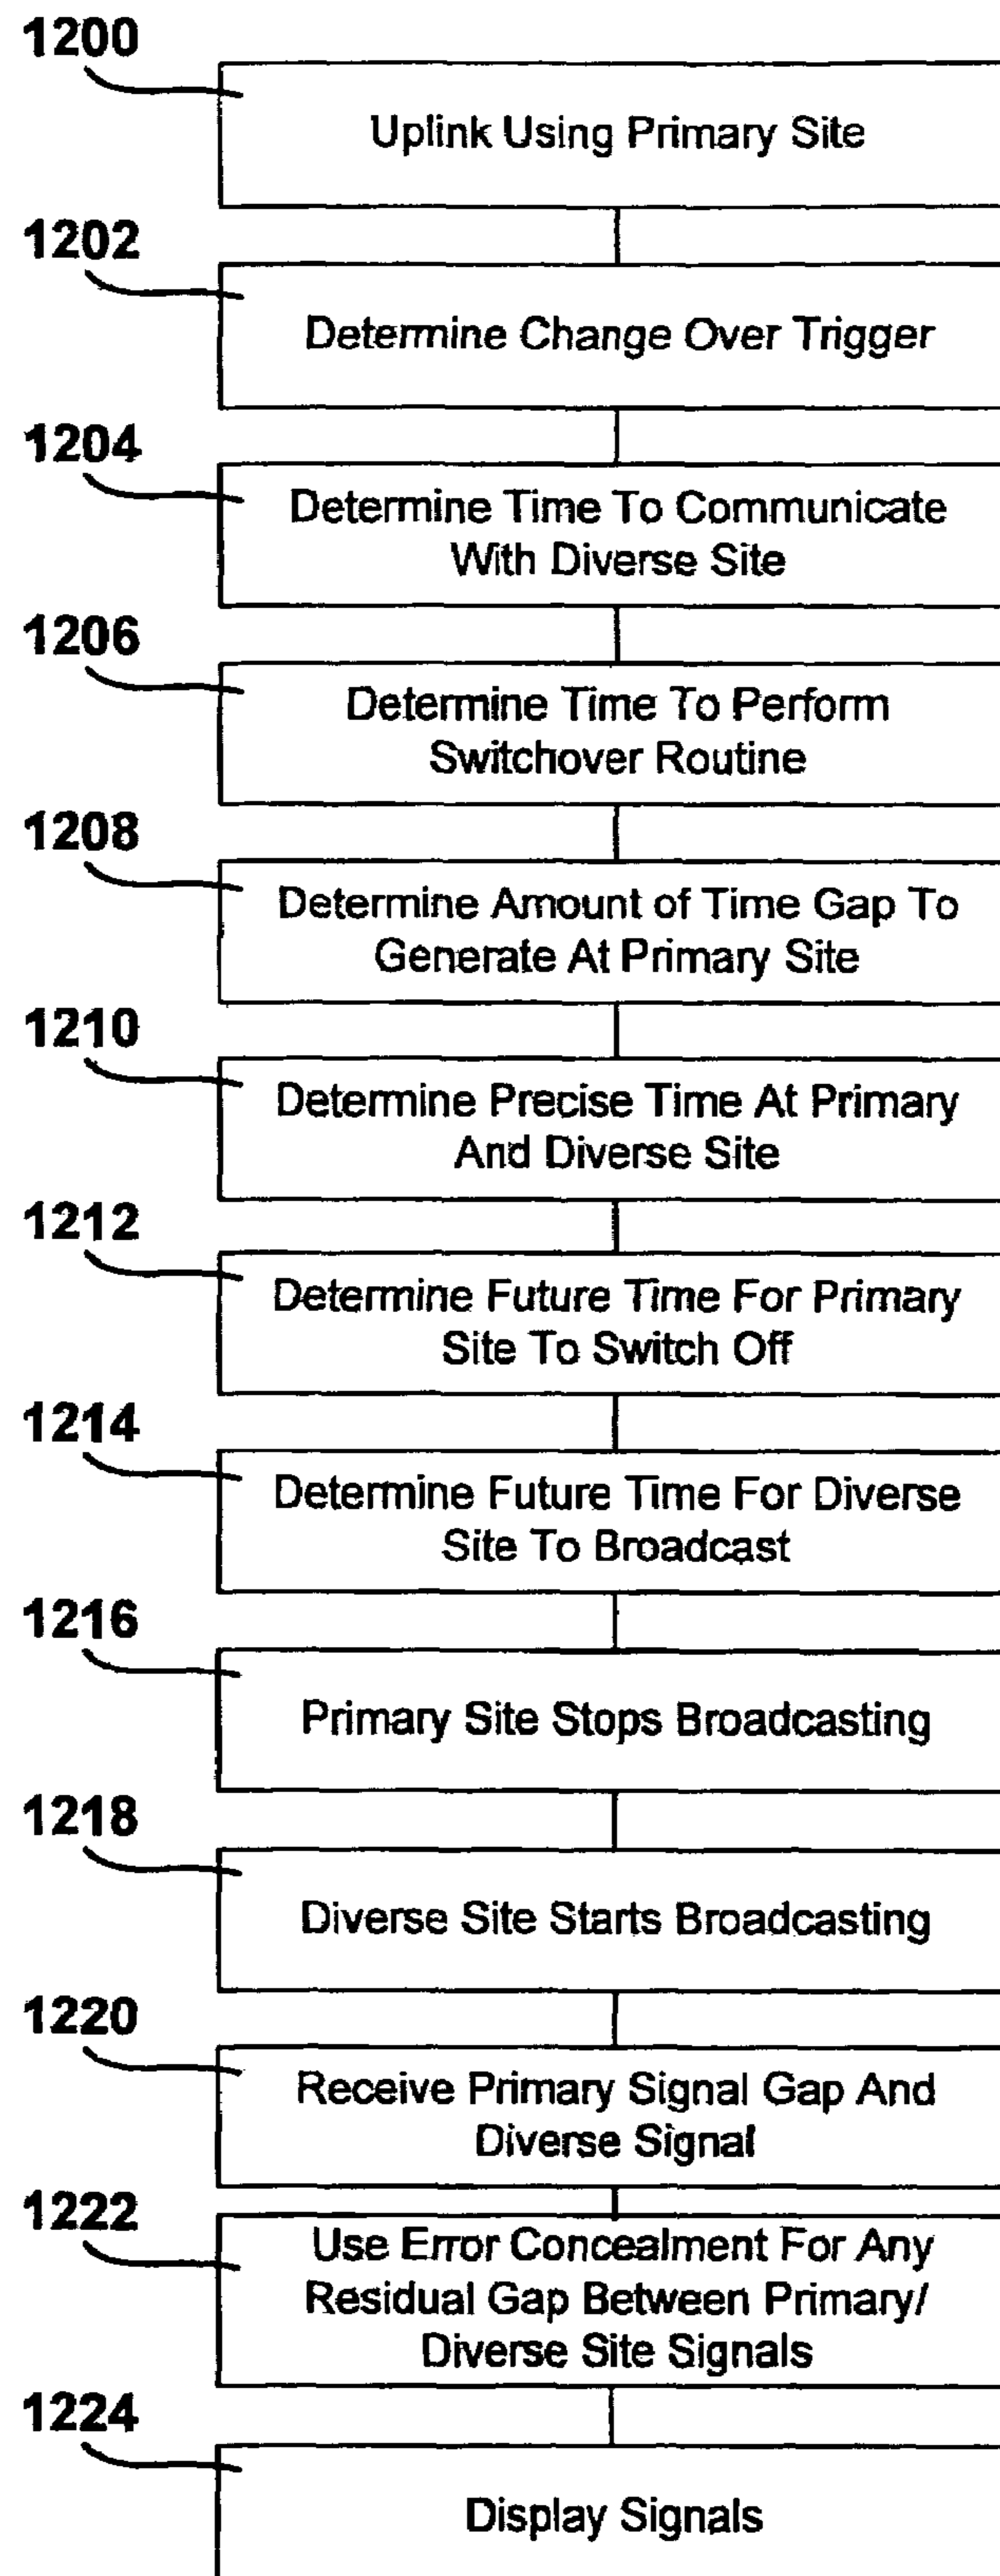 1200
Uplink Using Primary Site
1202
Determine Change Over Trigger
1204
Determine Time To Communicate
With Diverse Site
1206
Determine Time To Perform
Switchover Routine
1208
Determine Amount of Time Gap To
Generate At Primary Site
1210
Determine Precise Time At Primary
And Diverse Site
1212
Determine Future Time For Primary
Site To Switch Off
1214
Determine Future Time For Diverse
Site To Broadcast
1216
Primary Site Stops Broadcasting
1218
Diverse Site Starts Broadcasting
1220
Receive Primary Signal Gap And
Diverse Signal
1222
Use Error Concealment For Any
Residual Gap Between Primary/
Diverse Site Signals
1224
Display Signals